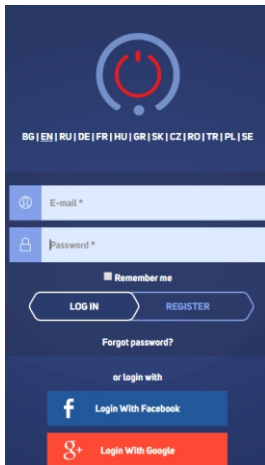 BG | EN | RU | DE | FR | HU | GR | SK | CZ | RO | TR | PL | SE
E-mail *
Password *
Remember me
LOG IN REGISTER
Forgot password?
or login with
f Login With Facebook
g+ Login With Google